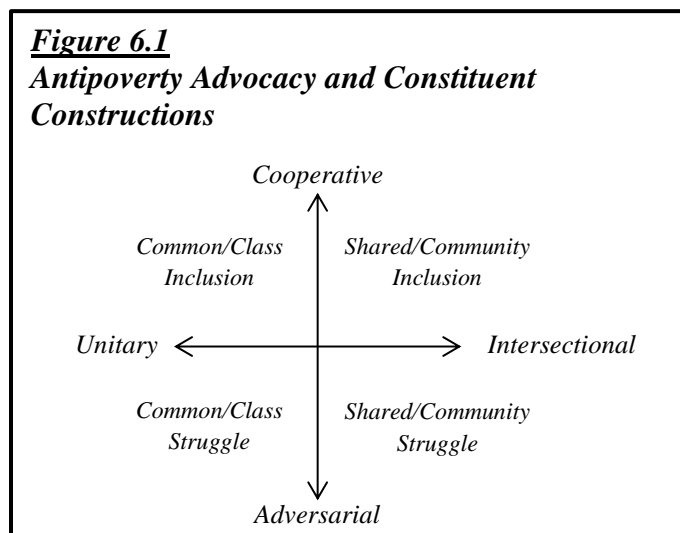 Figure 6.1
Antipoverty Advocacy and Constituent
Constructions
Cooperative
Common/Class
Inclusion
Shared/Community
Inclusion
Unitary
Intersectional
Common/Class
Struggle
Shared/Community
Struggle
Adversarial